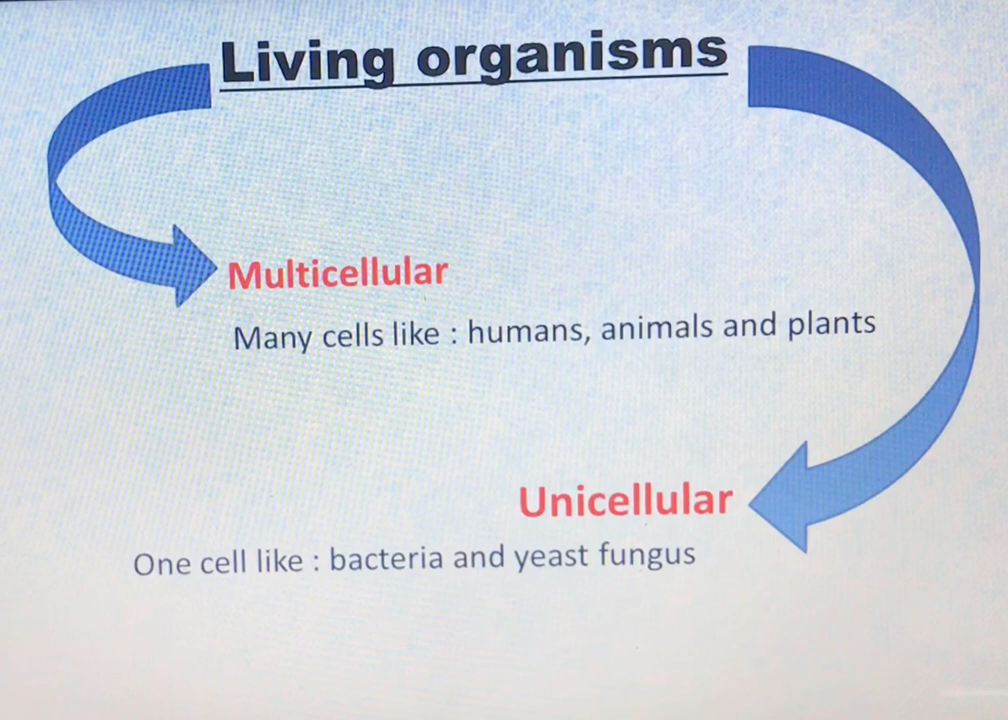 Living organisms
Multicellular
Many cells like : humans, animals and plants
Unicellular
One cell like : bacteria and yeast fungus